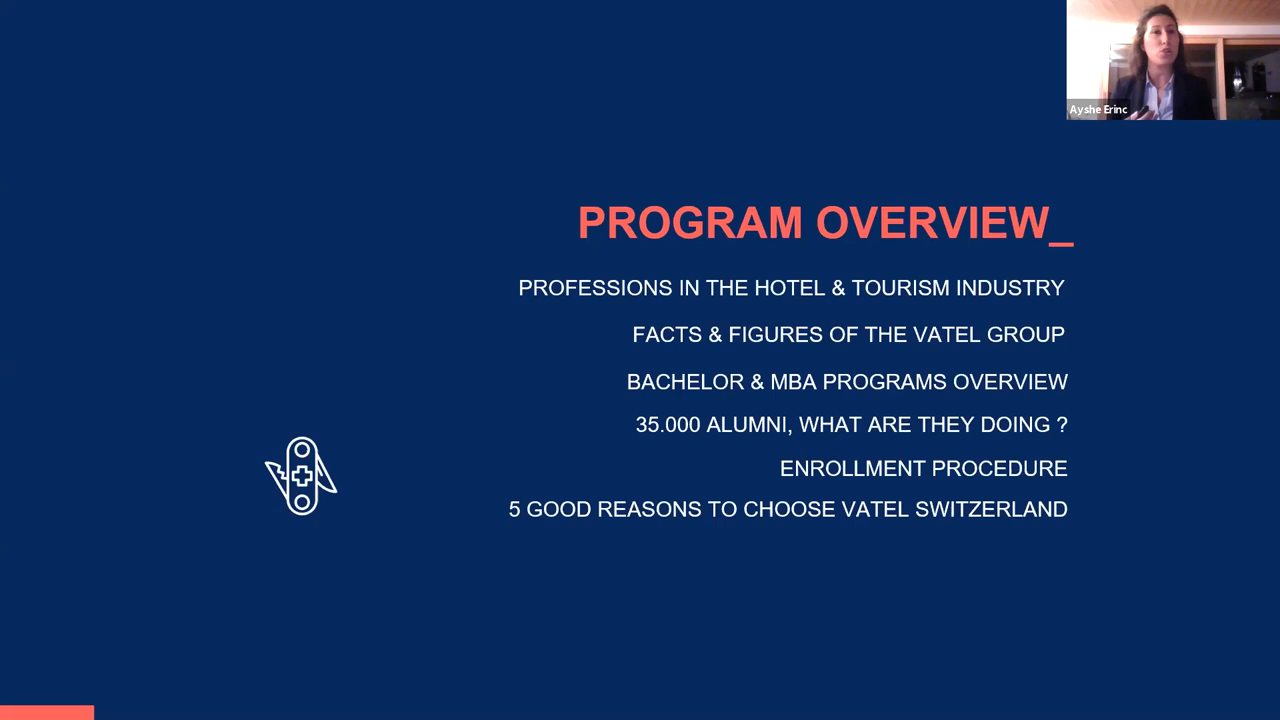 Ayshe Erinc
PROGRAM OVERVIEW_
PROFESSIONS IN THE HOTEL & TOURISM INDUSTRY
FACTS & FIGURES OF THE VATEL GROUP
BACHELOR & MBA PROGRAMS OVERVIEW
35.000 ALUMNI, WHAT ARE THEY DOING ?
ENROLLMENT PROCEDURE
5 GOOD REASONS TO CHOOSE VATEL SWITZERLAND